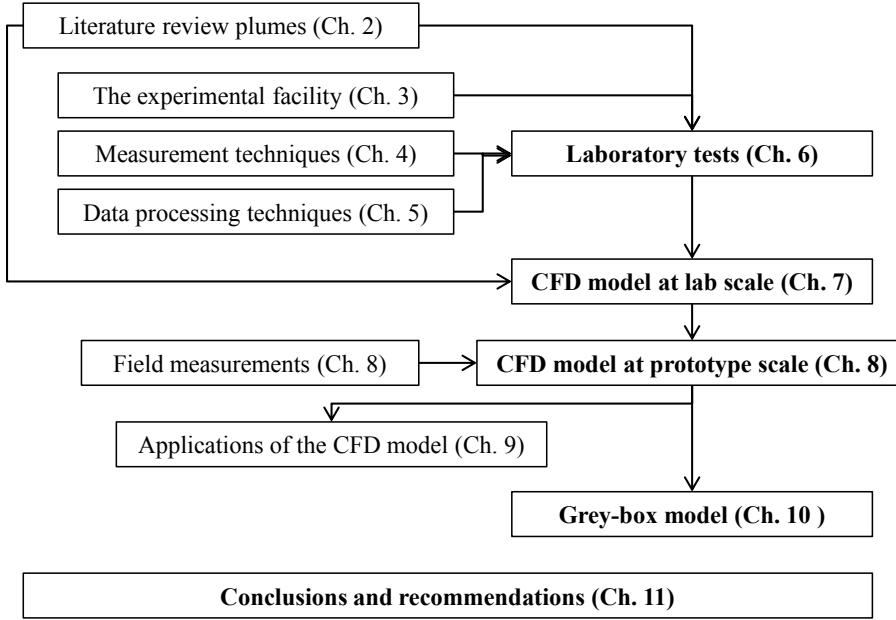 Literature review plumes (Ch. 2)
The experimental facility (Ch. 3)
Measurement techniques (Ch. 4)
Laboratory tests (Ch. 6)
Data processing techniques (Ch. 5)
CFD model at lab scale (Ch. 7)
Field measurements (Ch. 8)
CFD model at prototype scale (Ch. 8)
Applications of the CFD model (Ch. 9)
Grey-box model (Ch. 10 )
Conclusions and recommendations (Ch. 11)